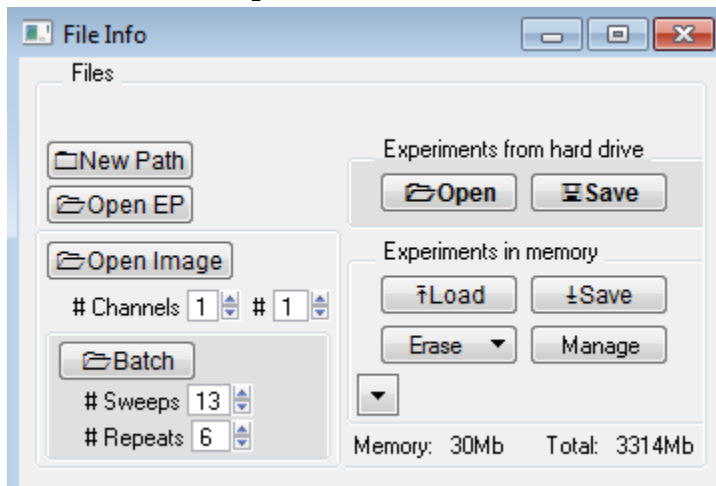 File Info
Files
New Path
Open EP
Experiments from hard drive
Open Save
Open Image
# Channels 1 # 1
Batch
# Sweeps 13
# Repeats 6
Experiments in memory
Load Save
Erase Manage
Memory: 30Mb Total: 3314Mb